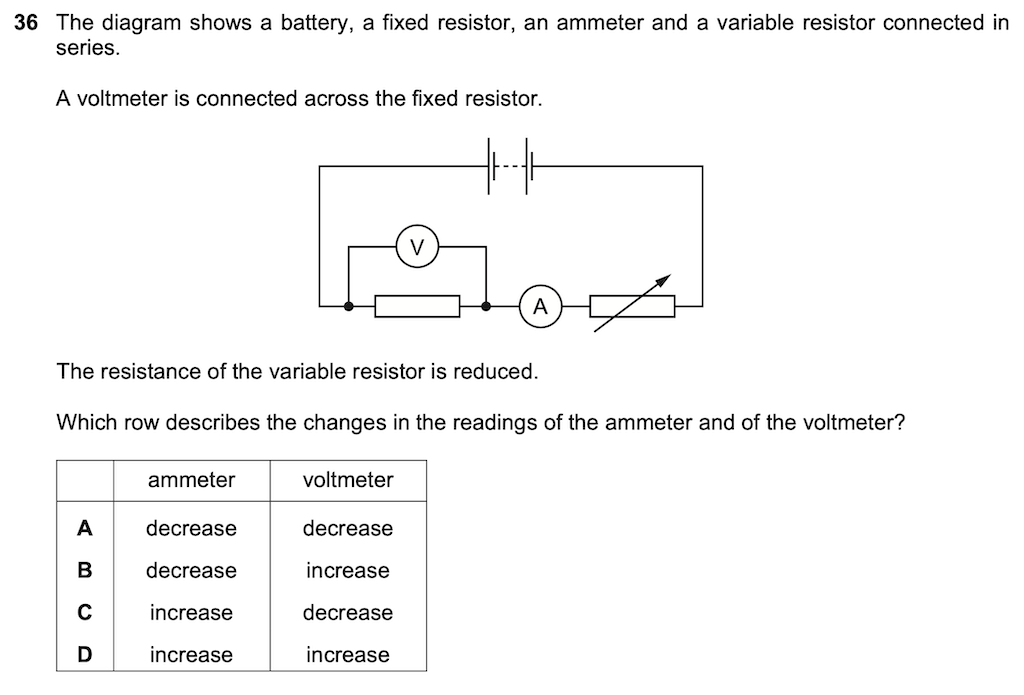 36 The diagram shows a battery, a fixed resistor, an ammeter and a variable resistor connected in
series.
A voltmeter is connected across the fixed resistor.
V
A
The resistance of the variable resistor is reduced.
Which row describes the changes in the readings of the ammeter and of the voltmeter?
ammeter voltmeter
A decrease decrease
B decrease increase
C increase decrease
D increase increase